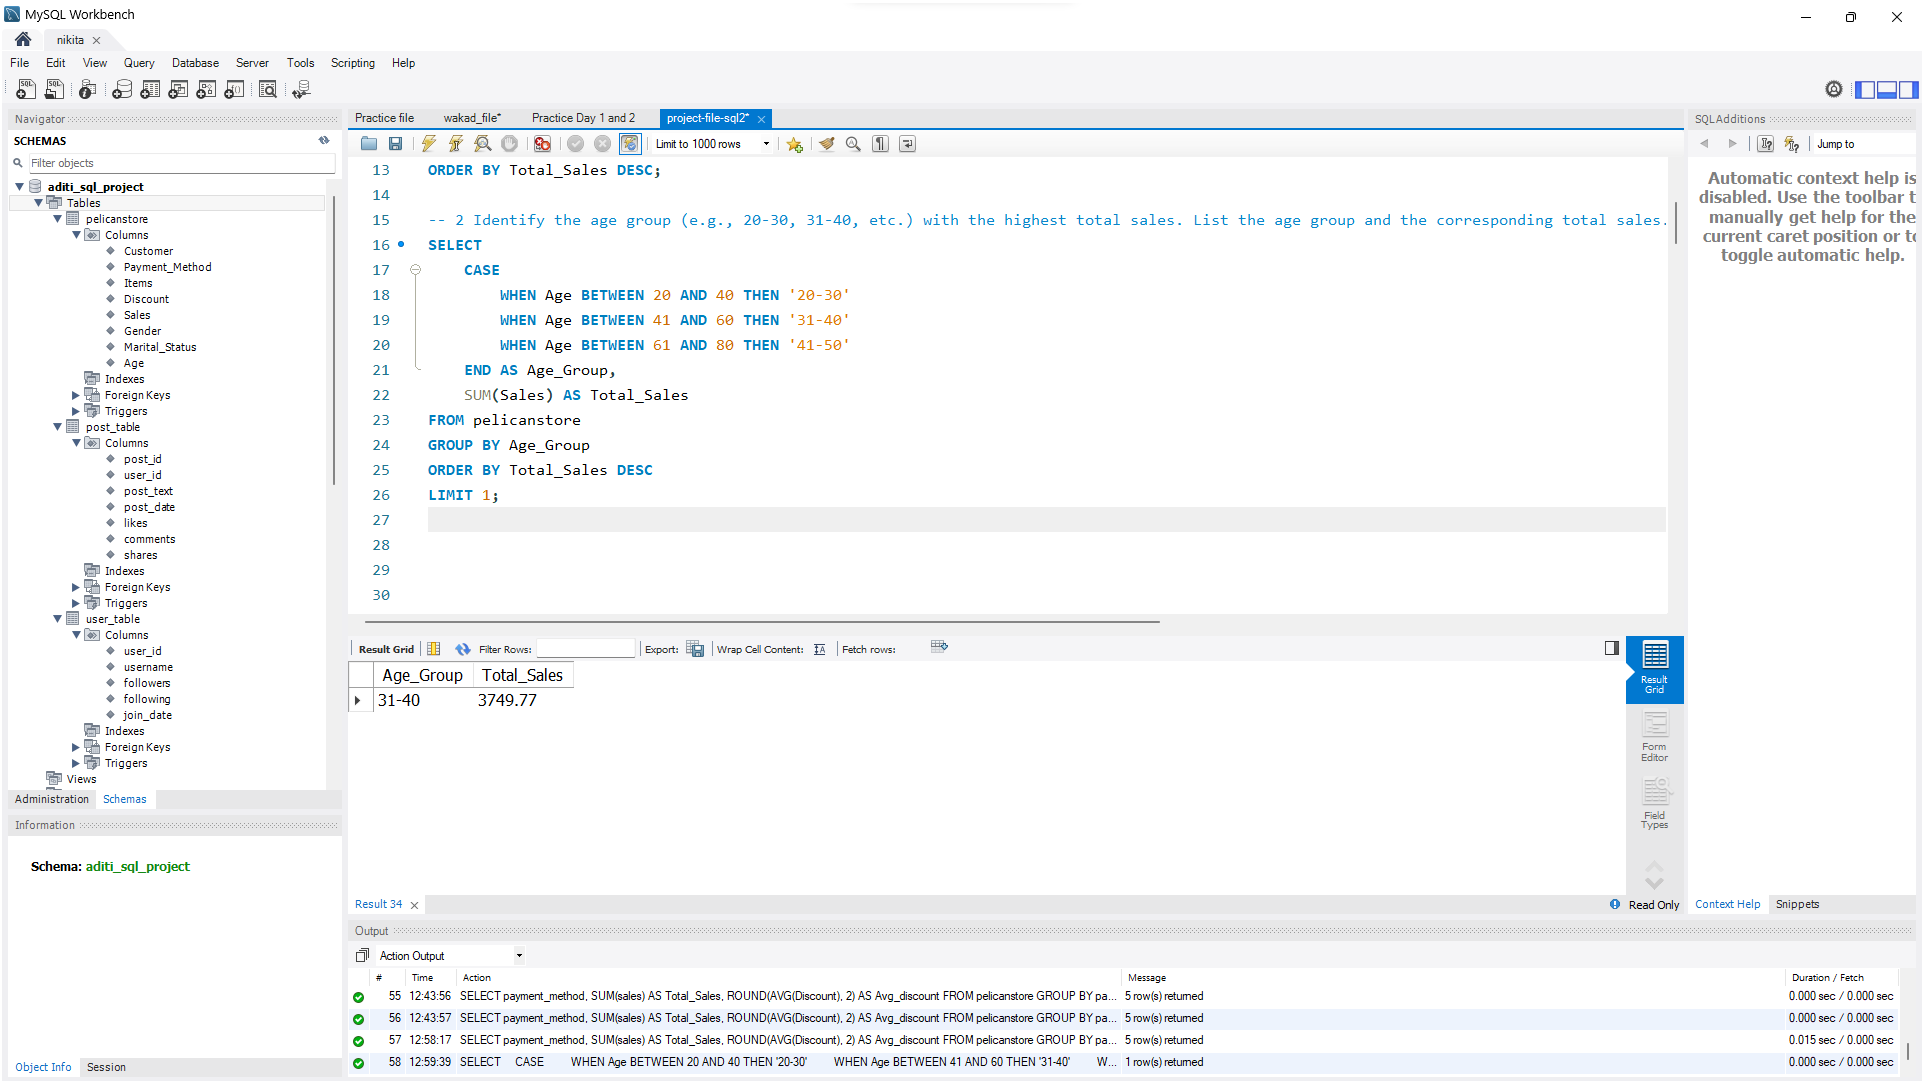 MySQL Workbench
nikita
File Edit View Query Database Server Tools Scripting Help
Navigator
SCHEMAS
Filter objects
aditi_sql_project
Tables
pelicanstore
Columns
Customer
Payment_Method
Items
Discount
Sales
Gender
Marital_Status
Age
Indexes
Foreign Keys
Triggers
post_table
Columns
post_id
user_id
post_text
post_date
likes
comments
shares
Indexes
Foreign Keys
Triggers
user_table
Columns
user_id
username
followers
following
join_date
Indexes
Foreign Keys
Triggers
Views
Administration Schemas
Information
Schema: aditi_sql_project
Object Info Session
Practice file wakad_file* Practice Day 1 and 2 project-file-sql2*
Limit to 1000 rows
13 ORDER BY Total_Sales DESC;
14
15 -- 2 Identify the age group (e.g., 20-30, 31-40, etc.) with the highest total sales. List the age group and the corresponding total sales.
16 SELECT
17 CASE
18 WHEN Age BETWEEN 20 AND 40 THEN '20-30'
19 WHEN Age BETWEEN 41 AND 60 THEN '31-40'
20 WHEN Age BETWEEN 61 AND 80 THEN '41-50'
21 END AS Age_Group,
22 SUM(Sales) AS Total_Sales
23 FROM pelicanstore
24 GROUP BY Age_Group
25 ORDER BY Total_Sales DESC
26 LIMIT 1;
27
28
29
30
Result Grid Filter Rows: Export: Wrap Cell Content: Fetch rows:
Age_Group Total_Sales
31-40 3749.77
Result Grid
Form Editor
Field Types
Result 34 Read Only
SQLAdditions
Jump to
Automatic context help is
disabled. Use the toolbar t
manually get help for the
current caret position or to
toggle automatic help.
Context Help Snippets
Output
Action Output
# Time Action Message Duration / Fetch
55 12:43:56 SELECT payment_method, SUM(sales) AS Total_Sales, ROUND(AVG(Discount), 2) AS Avg_discount FROM pelicanstore GROUP BY pa... 5 row(s) returned 0.000 sec / 0.000 sec
56 12:43:57 SELECT payment_method, SUM(sales) AS Total_Sales, ROUND(AVG(Discount), 2) AS Avg_discount FROM pelicanstore GROUP BY pa... 5 row(s) returned 0.000 sec / 0.000 sec
57 12:58:17 SELECT payment_method, SUM(sales) AS Total_Sales, ROUND(AVG(Discount), 2) AS Avg_discount FROM pelicanstore GROUP BY pa... 5 row(s) returned 0.015 sec / 0.000 sec
58 12:59:39 SELECT CASE WHEN Age BETWEEN 20 AND 40 THEN '20-30' WHEN Age BETWEEN 41 AND 60 THEN '31-40' W... 1 row(s) returned 0.000 sec / 0.000 sec